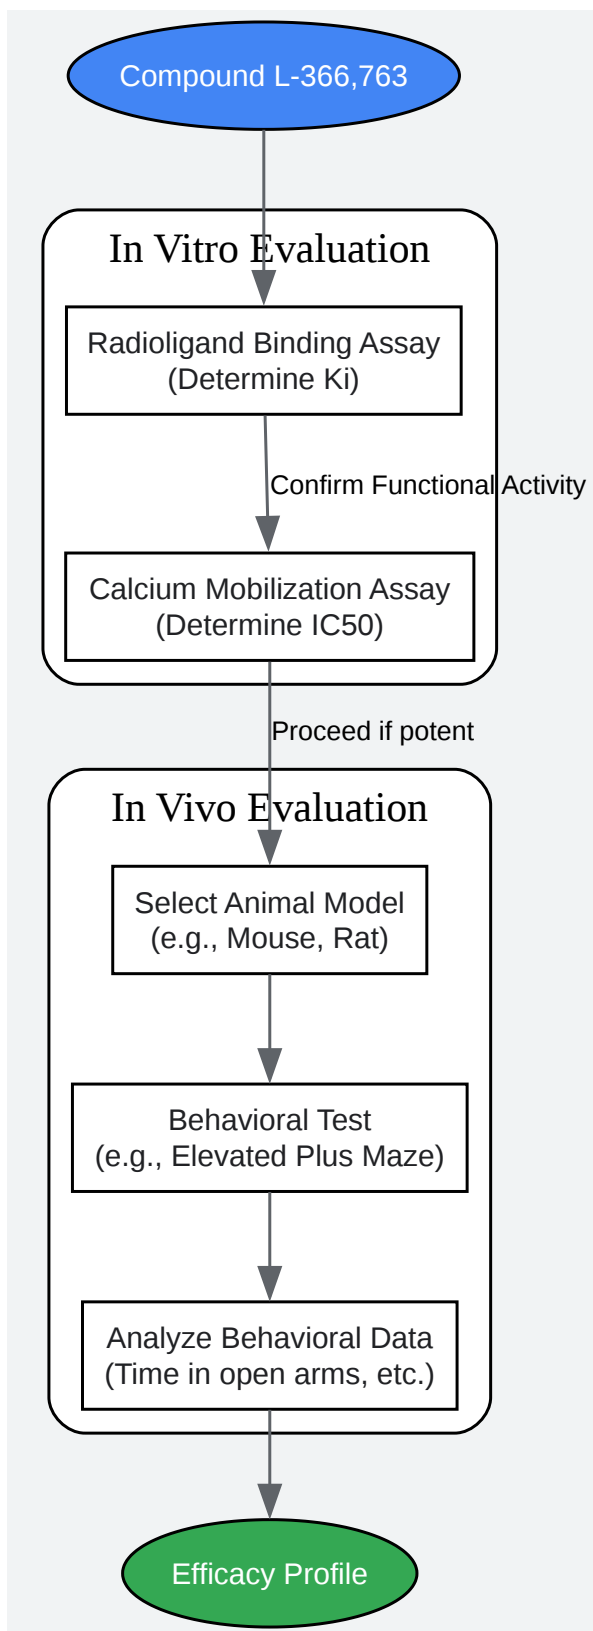 Compound L-366,763
In Vitro Evaluation
Radioligand Binding Assay
(Determine Ki)
Confirm Functional Activity
Calcium Mobilization Assay
(Determine IC50)
Proceed if potent
In Vivo Evaluation
Select Animal Model
(e.g., Mouse, Rat)
Behavioral Test
(e.g., Elevated Plus Maze)
Analyze Behavioral Data
(Time in open arms, etc.)
Efficacy Profile